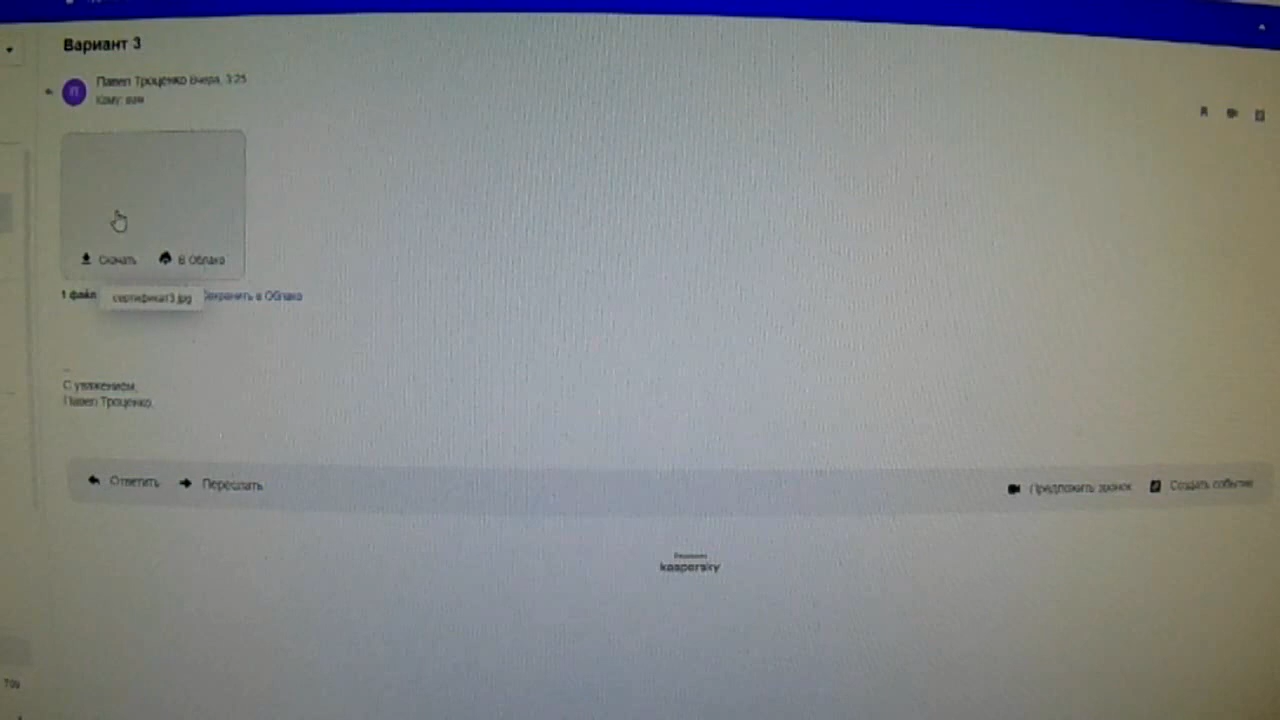 Вариант 3
Павел Троценко Вчера, 3:25
Кому: вам
Скачать
В Облако
1 файл
сертификат3.jpg
Сохранить в Облако
--
С уважением,
Павел Троценко.
Ответить
Переслать
Предложить звонок
Создать событие
kaspersky